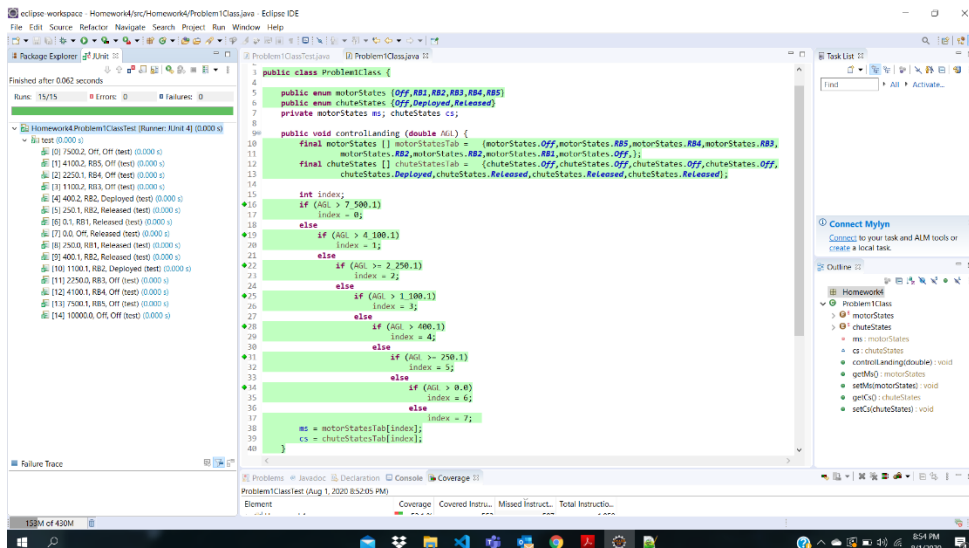 eclipse-workspace - Homework4/src/Homework4/Problem1Class.java - Eclipse IDE
File Edit Source Refactor Navigate Search Project Run Window Help
Package Explorer JUnit
Finished after 0.062 seconds
Runs: 15/15 Errors: 0 Failures: 0
Homework4.Problem1ClassTest [Runner: JUnit 4] (0.000 s)
test (0.000 s)
[0] 7500.2, Off, Off (test) (0.000 s)
[1] 4100.2, RB5, Off (test) (0.000 s)
[2] 2250.1, RB4, Off (test) (0.000 s)
[3] 1100.2, RB3, Off (test) (0.000 s)
[4] 400.2, RB2, Deployed (test) (0.000 s)
[5] 250.1, RB2, Released (test) (0.000 s)
[6] 0.1, RB1, Released (test) (0.000 s)
[7] 0.0, Off, Released (test) (0.000 s)
[8] 250.0, RB1, Released (test) (0.000 s)
[9] 400.1, RB2, Released (test) (0.000 s)
[10] 1100.1, RB2, Deployed (test) (0.000 s)
[11] 2250.0, RB3, Off (test) (0.000 s)
[12] 4100.1, RB4, Off (test) (0.000 s)
[13] 7500.1, RB5, Off (test) (0.000 s)
[14] 10000.0, Off, Off (test) (0.000 s)
Failure Trace
Problem1ClassTest.java Problem1Class.java
3 public class Problem1Class {
4
5 public enum motorStates {Off,RB1,RB2,RB3,RB4,RB5}
6 public enum chuteStates {Off,Deployed,Released}
7 private motorStates ms; chuteStates cs;
8
9 public void controlLanding (double AGL) {
10 final motorStates [] motorStatesTab = {motorStates.Off,motorStates.RB5,motorStates.RB4,motorStates.RB3,
11 motorStates.RB2,motorStates.RB2,motorStates.RB1,motorStates.Off,};
12 final chuteStates [] chuteStatesTab = {chuteStates.Off,chuteStates.Off,chuteStates.Off,chuteStates.Off,
13 chuteStates.Deployed,chuteStates.Released,chuteStates.Released,chuteStates.Released};
14
15 int index;
16 if (AGL > 7_500.1)
17 index = 0;
18 else
19 if (AGL > 4_100.1)
20 index = 1;
21 else
22 if (AGL >= 2_250.1)
23 index = 2;
24 else
25 if (AGL > 1_100.1)
26 index = 3;
27 else
28 if (AGL > 400.1)
29 index = 4;
30 else
31 if (AGL >= 250.1)
32 index = 5;
33 else
34 if (AGL > 0.0)
35 index = 6;
36 else
37 index = 7;
38 ms = motorStatesTab[index];
39 cs = chuteStatesTab[index];
40 }
Problems Javadoc Declaration Console Coverage
Problem1ClassTest (Aug 1, 2020 8:52:05 PM)
Element Coverage Covered Instru... Missed Instruct... Total Instructio...
Task List
Find All Activate...
Connect Mylyn
Connect to your task and ALM tools or
create a local task.
Outline
Homework4
Problem1Class
motorStates
chuteStates
ms : motorStates
cs : chuteStates
controlLanding(double) : void
getMs() : motorStates
setMs(motorStates) : void
getCs() : chuteStates
setCs(chuteStates) : void
153M of 430M
8:54 PM
8/1/2020